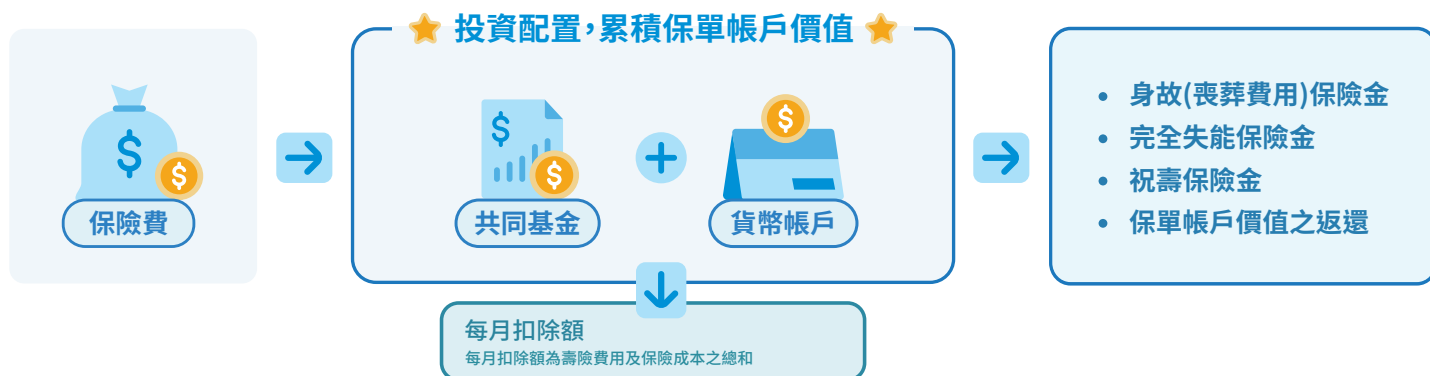 投資配置,累積保單帳戶價值
保險費
共同基金
貨幣帳戶
每月扣除額
每月扣除額為壽險費用及保險成本之總和
• 身故(喪葬費用)保險金
• 完全失能保險金
• 祝壽保險金
• 保單帳戶價值之返還